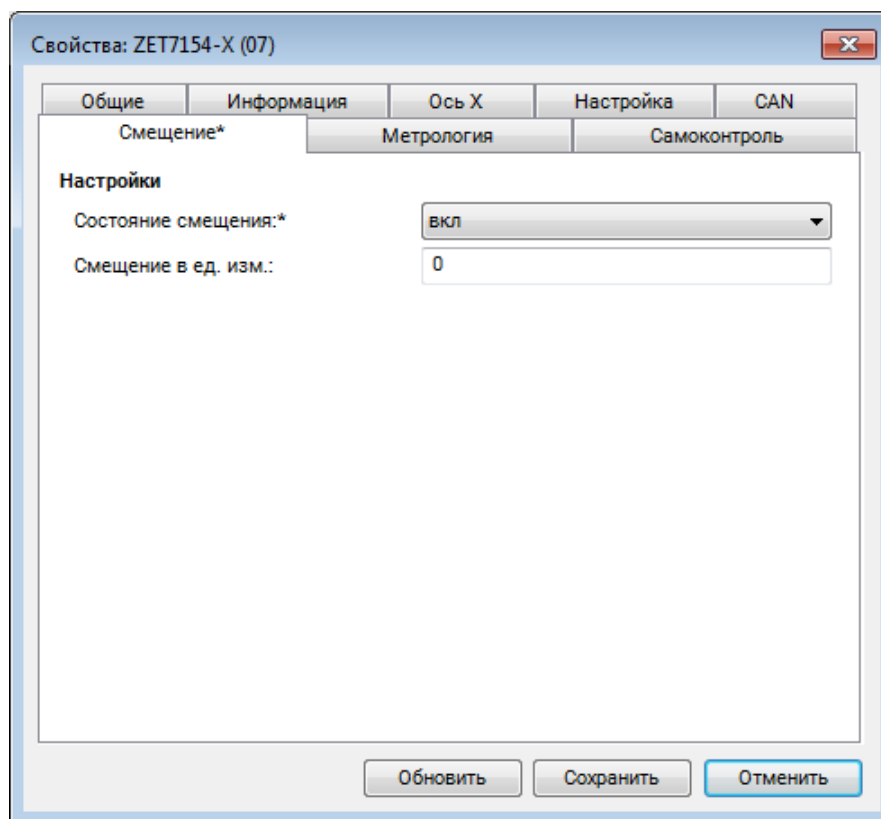 Свойства: ZET7154-X (07)
Общие Информация Ось X Настройка CAN
Смещение* Метрология Самоконтроль
Настройки
Состояние смещения:* вкл
Смещение в ед. изм.: 0
Обновить Сохранить Отменить